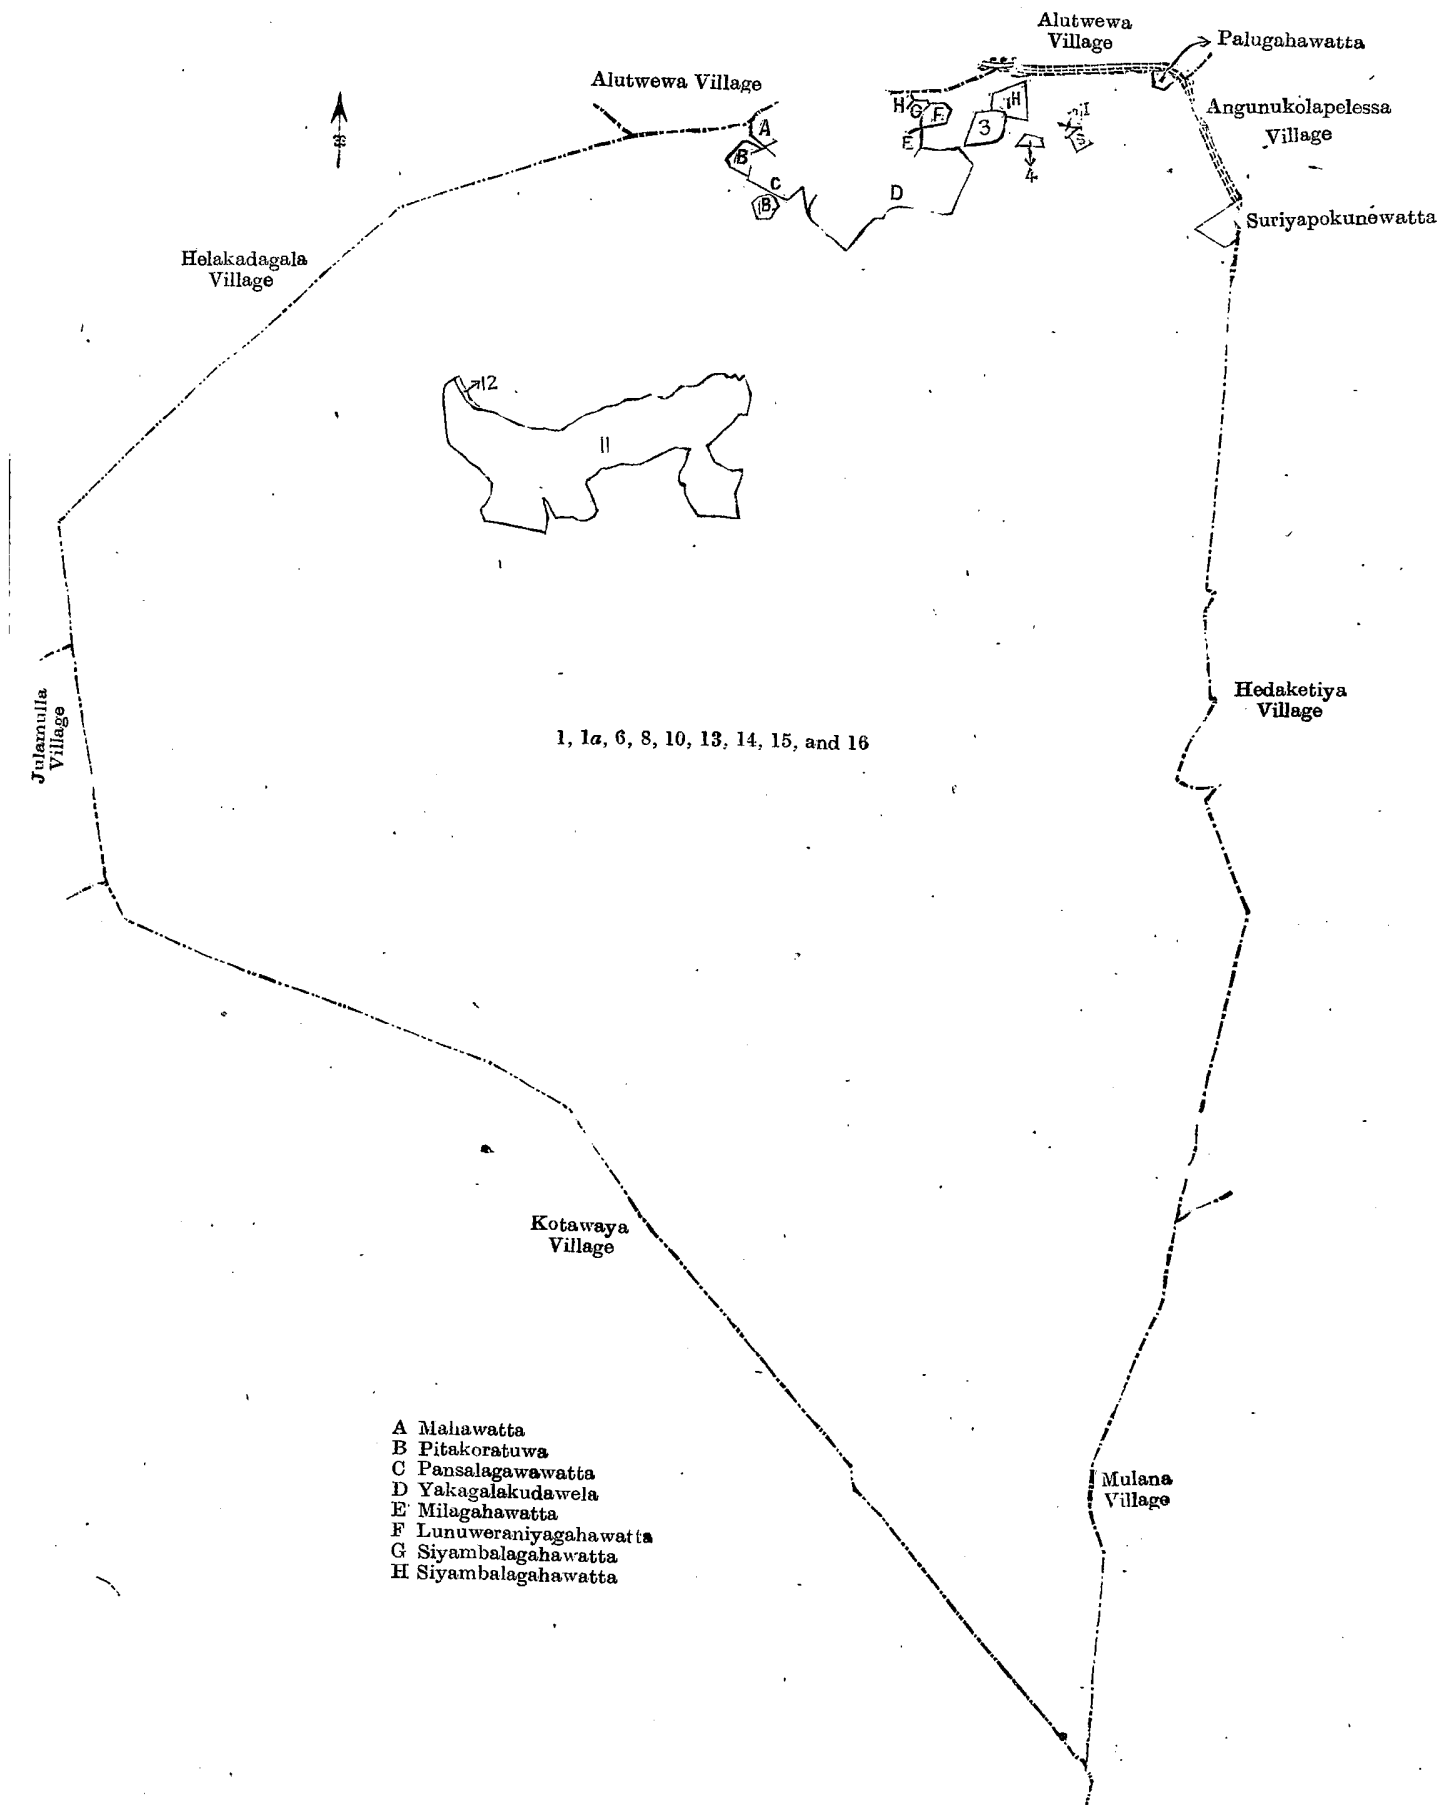 Alutwewa
Village
Palugahawatta
Alutwewa Village
Angunukolapelessa
Village
H
G
F
H
3
E
A
B
C
B
D
4
5
Suriyapokunewatta
Helakadagala
Village
12
11
Julamulla
Village
Hedaketiya
Village
1, 1a, 6, 8, 10, 13, 14, 15, and 16
Kotawaya
Village
A Mahawatta
B Pitakoratuwa
C Pansalagawawatta
D Yakagalakudawela
E Milagahawatta
F Lunuweraniyagahawatta
G Siyambalagahawatta
H Siyambalagahawatta
Mulana
Village